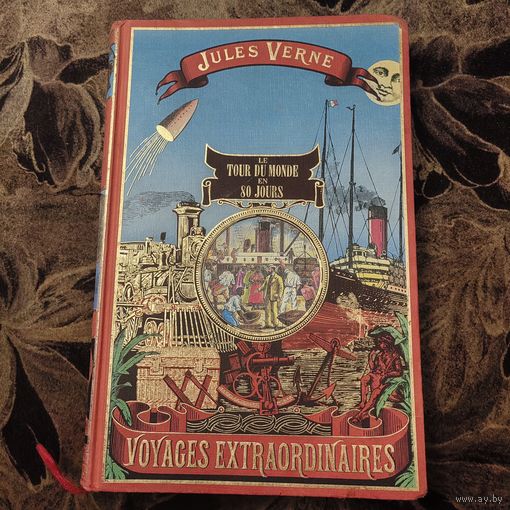 JULES VERNE
LE
TOUR DU MONDE
EN
80 JOURS
VOYAGES EXTRAORDINAIRES
www.ay.by